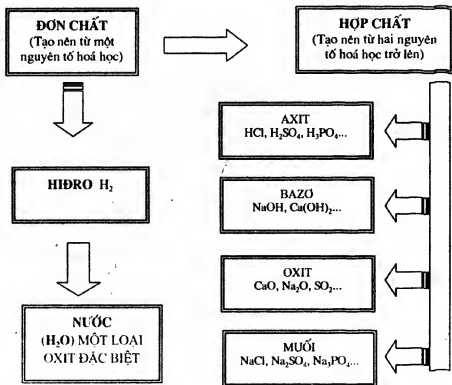 ĐƠN CHẤT
(Tạo nên từ một
nguyên tố hoá học)
HỢP CHẤT
(Tạo nên từ hai nguyên
tố hoá học trở lên)
AXIT
HCl, H₂SO₄, H₃PO₄...
HIĐRO H₂
BAZƠ
NaOH, Ca(OH)₂...
OXIT
CaO, Na₂O, SO₂...
NƯỚC
(H₂O) MỘT LOẠI
OXIT ĐẶC BIỆT
MUỐI
NaCl, Na₂SO₄, Na₃PO₄...